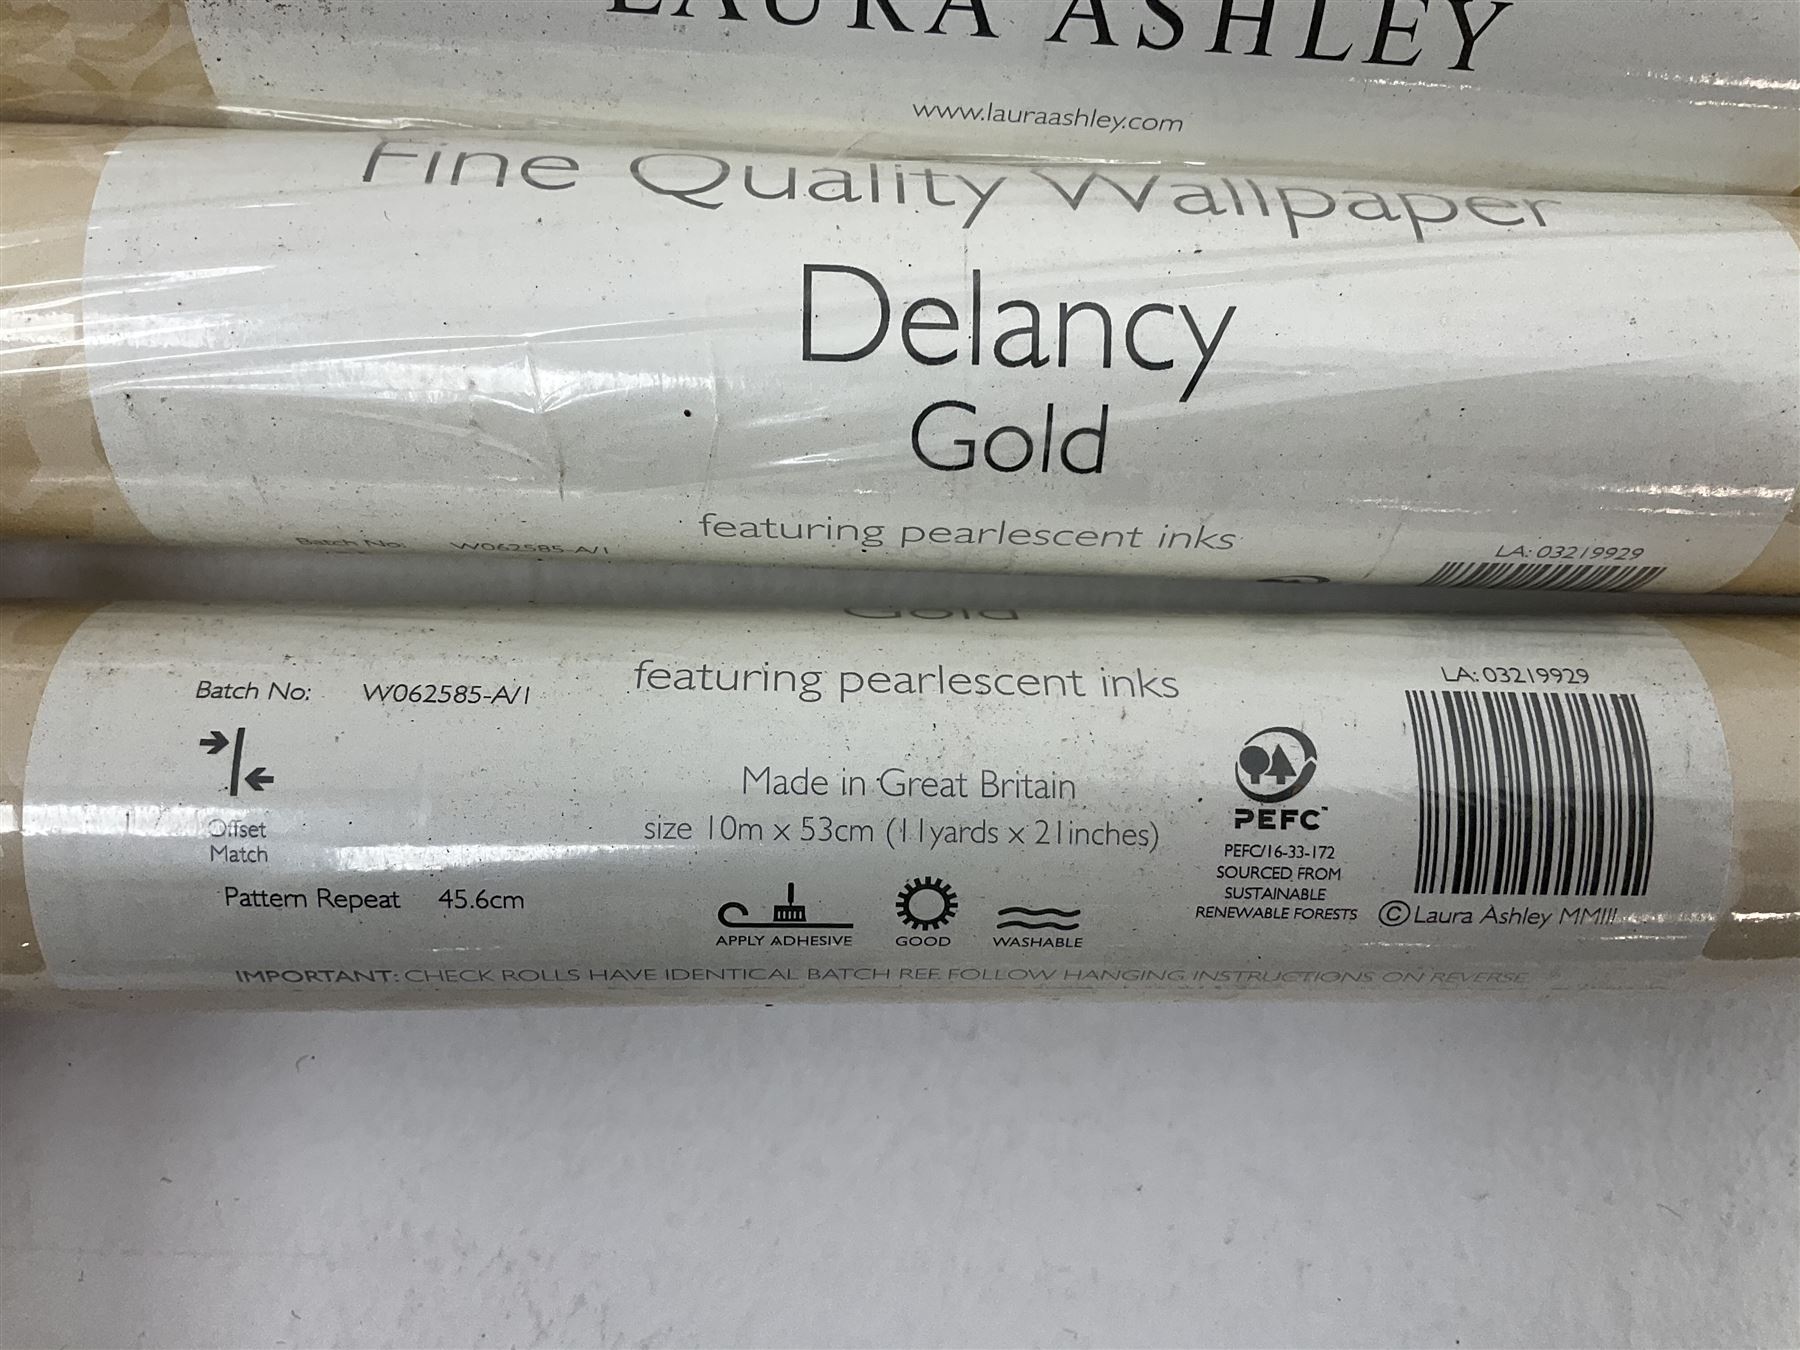 LAURA ASHLEY
www.lauraashley.com
Fine Quality Wallpaper
Delancy
Gold
featuring pearlescent inks
Batch No: W062585-A/1
LA: 03219929
Gold
featuring pearlescent inks
LA: 03219929
Batch No: W062585-A/1
Offset
Match
Pattern Repeat 45.6cm
Made in Great Britain
size 10m x 53cm (11yards x 21inches)
APPLY ADHESIVE
GOOD
WASHABLE
PEFC™
PEFC/16-33-172
SOURCED FROM
SUSTAINABLE
RENEWABLE FORESTS
© Laura Ashley MMIII
IMPORTANT: CHECK ROLLS HAVE IDENTICAL BATCH REF. FOLLOW HANGING INSTRUCTIONS ON REVERSE